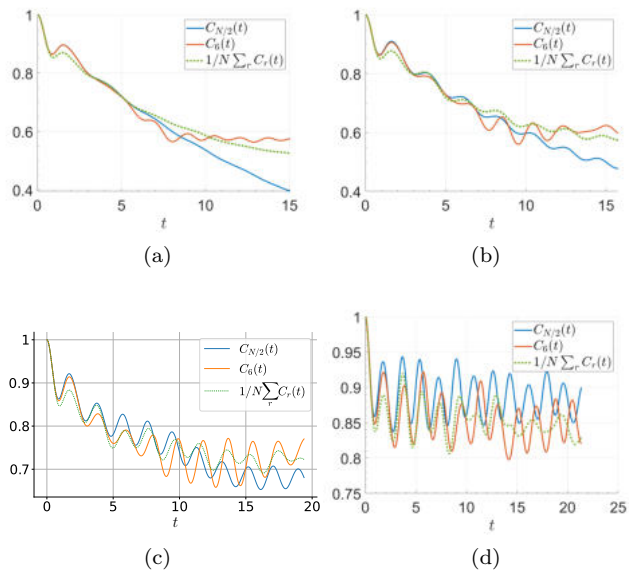 1
0.8
0.6
0.4
0
5
10
15
t
C_{N/2}(t)
C_6(t)
1/N ∑_r C_r(t)
(a)
1
0.8
0.6
0.4
0
5
10
15
t
C_{N/2}(t)
C_6(t)
1/N ∑_r C_r(t)
(b)
1
0.9
0.8
0.7
0
5
10
15
20
t
C_{N/2}(t)
C_6(t)
1/N ∑_r C_r(t)
(c)
1
0.95
0.9
0.85
0.8
0.75
0
5
10
15
20
25
t
C_{N/2}(t)
C_6(t)
1/N ∑_r C_r(t)
(d)